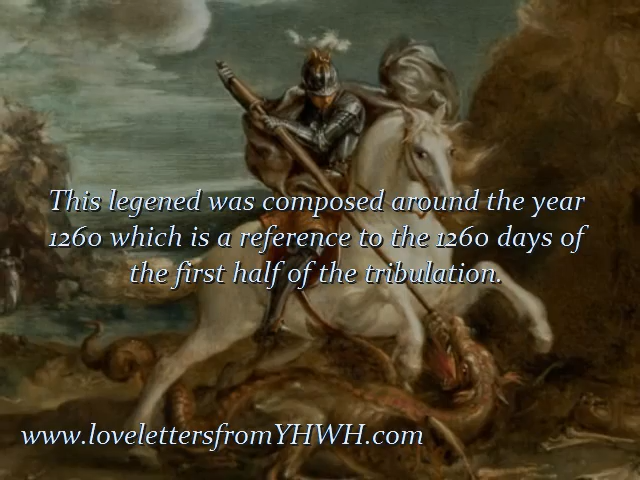 This legened was composed around the year
1260 which is a reference to the 1260 days of
the first half of the tribulation.
www.lovelettersfromYHWH.com